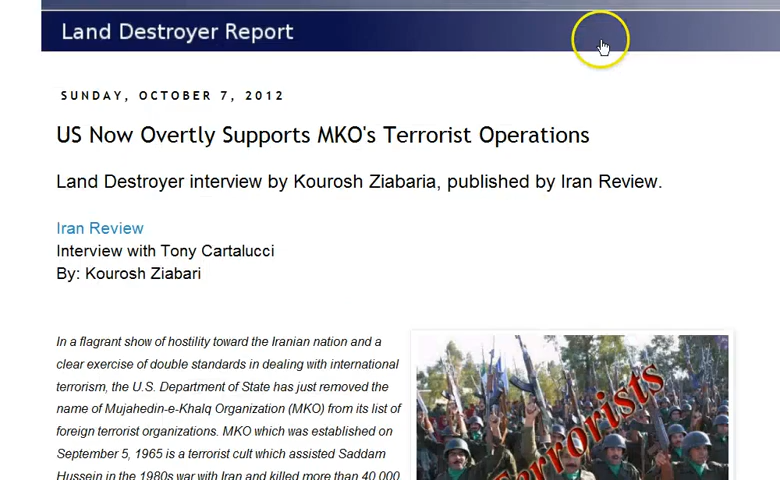 Land Destroyer Report
SUNDAY, OCTOBER 7, 2012
US Now Overtly Supports MKO's Terrorist Operations
Land Destroyer interview by Kourosh Ziabaria, published by Iran Review.
Iran Review
Interview with Tony Cartalucci
By: Kourosh Ziabari
In a flagrant show of hostility toward the Iranian nation and a
clear exercise of double standards in dealing with international
terrorism, the U.S. Department of State has just removed the
name of Mujahedin-e-Khalq Organization (MKO) from its list of
foreign terrorist organizations. MKO which was established on
September 5, 1965 is a terrorist cult which assisted Saddam
Hussein in the 1980s war with Iran and killed more than 40,000
Terrorists